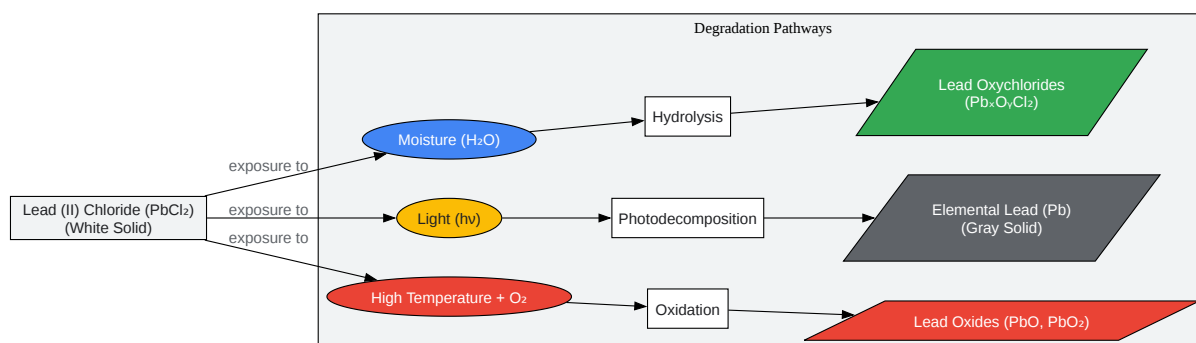 Degradation Pathways
Lead (II) Chloride (PbCl₂)
(White Solid)
exposure to
Moisture (H₂O)
Hydrolysis
Lead Oxychlorides
(PbₓOᵧCl₂)
exposure to
Light (hν)
Photodecomposition
Elemental Lead (Pb)
(Gray Solid)
exposure to
High Temperature + O₂
Oxidation
Lead Oxides (PbO, PbO₂)